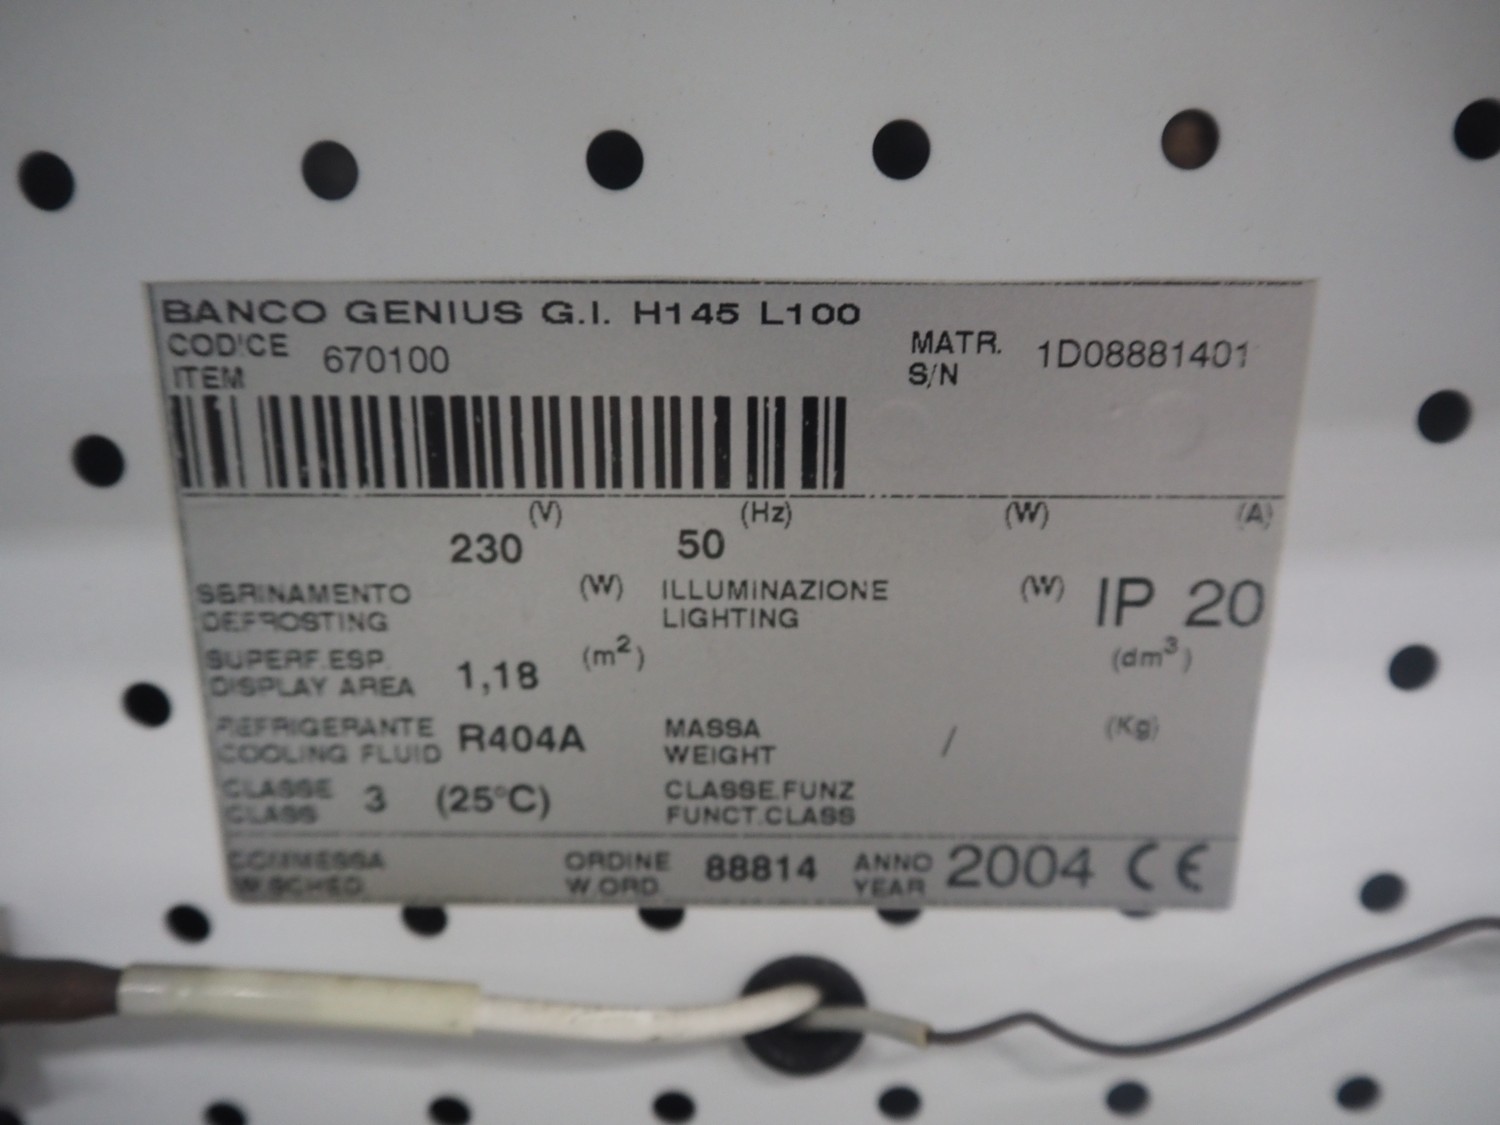 BANCO GENIUS G.I. H145 L100
CODICE 670100 MATR. 1D08881401
ITEM S/N
(V) (Hz) (W) (A)
230 50
SBRINAMENTO (W) ILLUMINAZIONE (W) IP 20
DEFROSTING LIGHTING
SUPERF.ESP. (m²) (dm³)
DISPLAY AREA 1,18
REFRIGERANTE R404A MASSA / (Kg)
COOLING FLUID WEIGHT
CLASSE 3 (25°C) CLASSE.FUNZ
CLASS FUNCT.CLASS
COMMESSA ORDINE 88814 ANNO 2004 CE
W.SCHED. W.ORD. YEAR